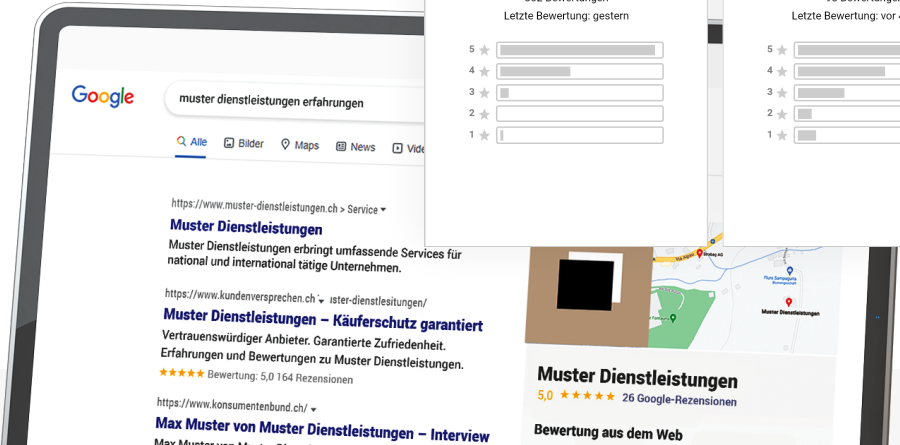 Letzte Bewertung: gestern
Letzte Bewertung: vor
5
4
3
2
1
5
4
3
2
1
Google
muster dienstleistungen erfahrungen
Alle Bilder Maps News
https://www.muster-dienstleistungen.ch > Service
Muster Dienstleistungen
Muster Dienstleistungen erbringt umfassende Services für
national und international tätige Unternehmen.
https://www.kundenversprechen.ch ister-dienstlesitungen/
Muster Dienstleistungen – Käuferschutz garantiert
Vertrauenswürdiger Anbieter. Garantierte Zufriedenheit.
Erfahrungen und Bewertungen zu Muster Dienstleistungen.
Bewertung: 5,0 164 Rezensionen
https://www.konsumentenbund.ch/
Max Muster von Muster Dienstleistungen – Interview
Muster Dienstleistungen
Muster Dienstleistungen
5,0 26 Google-Rezensionen
Bewertung aus dem Web